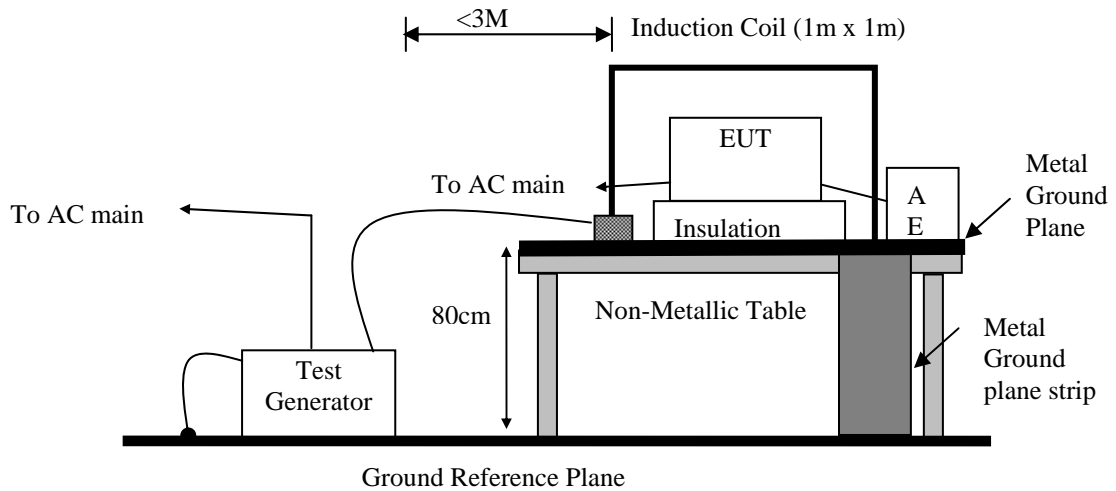 <3M
Induction Coil (1m x 1m)
EUT
Metal
Ground
Plane
To AC main
A
E
To AC main
Insulation
80cm
Non-Metallic Table
Metal
Ground
plane strip
Test
Generator
Ground Reference Plane